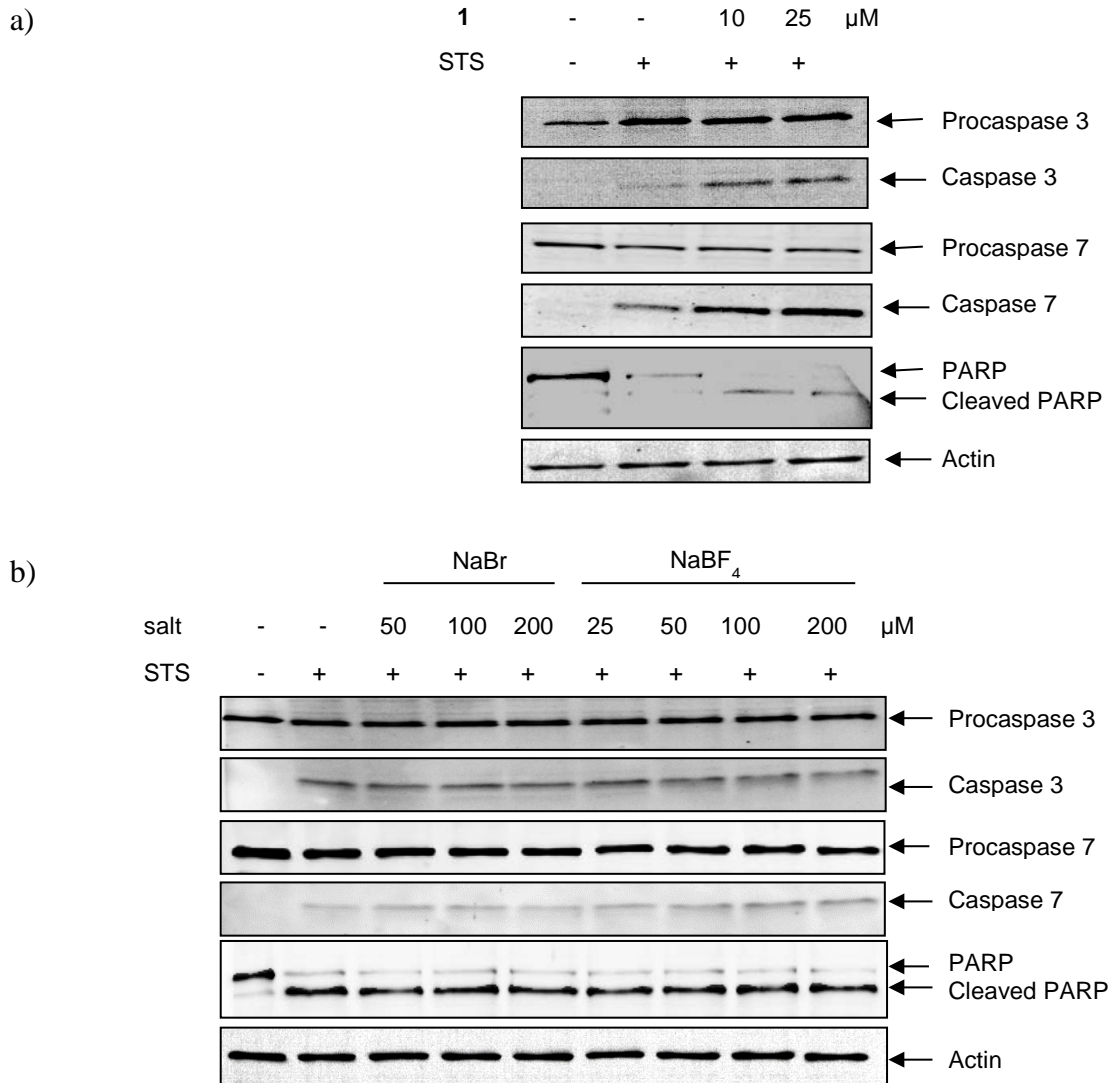 a)
1 - - 10 25 μM
STS - + + +
Procaspase 3
Caspase 3
Procaspase 7
Caspase 7
PARP
Cleaved PARP
Actin
b)
NaBr NaBF4
salt - - 50 100 200 25 50 100 200 μM
STS - + + + + + + + +
Procaspase 3
Caspase 3
Procaspase 7
Caspase 7
PARP
Cleaved PARP
Actin